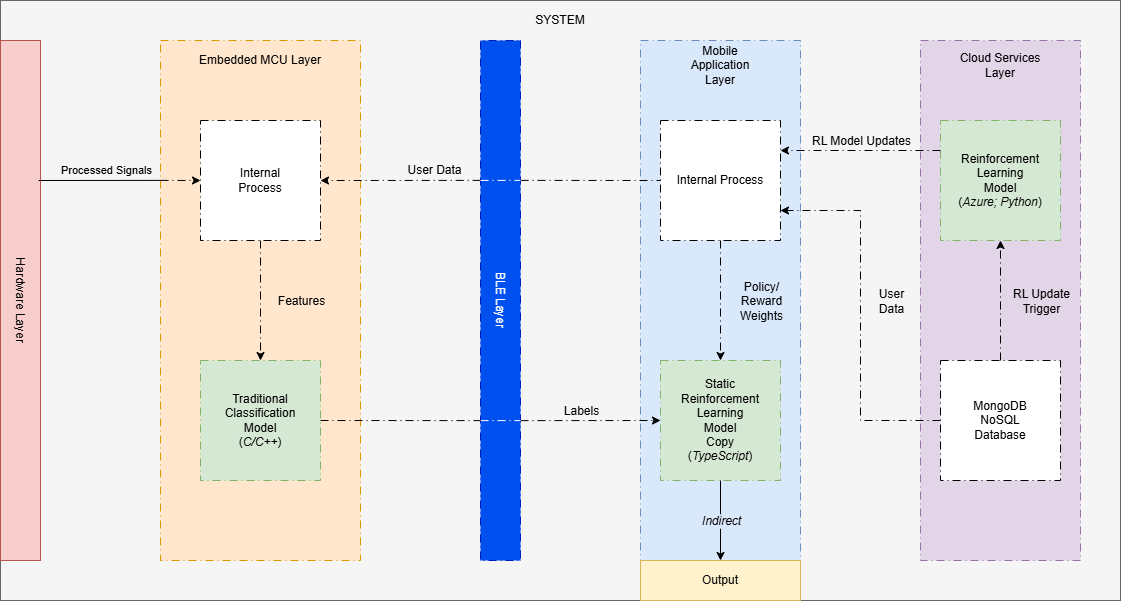 SYSTEM
Hardware Layer
Processed Signals
Embedded MCU Layer
Internal
Process
Features
Traditional
Classification
Model
(C/C++)
User Data
BLE Layer
Labels
Mobile
Application
Layer
Internal Process
Policy/
Reward
Weights
Static
Reinforcement
Learning
Model
Copy
(TypeScript)
Indirect
Output
RL Model Updates
User
Data
Cloud Services
Layer
Reinforcement
Learning
Model
(Azure; Python)
RL Update
Trigger
MongoDB
NoSQL
Database